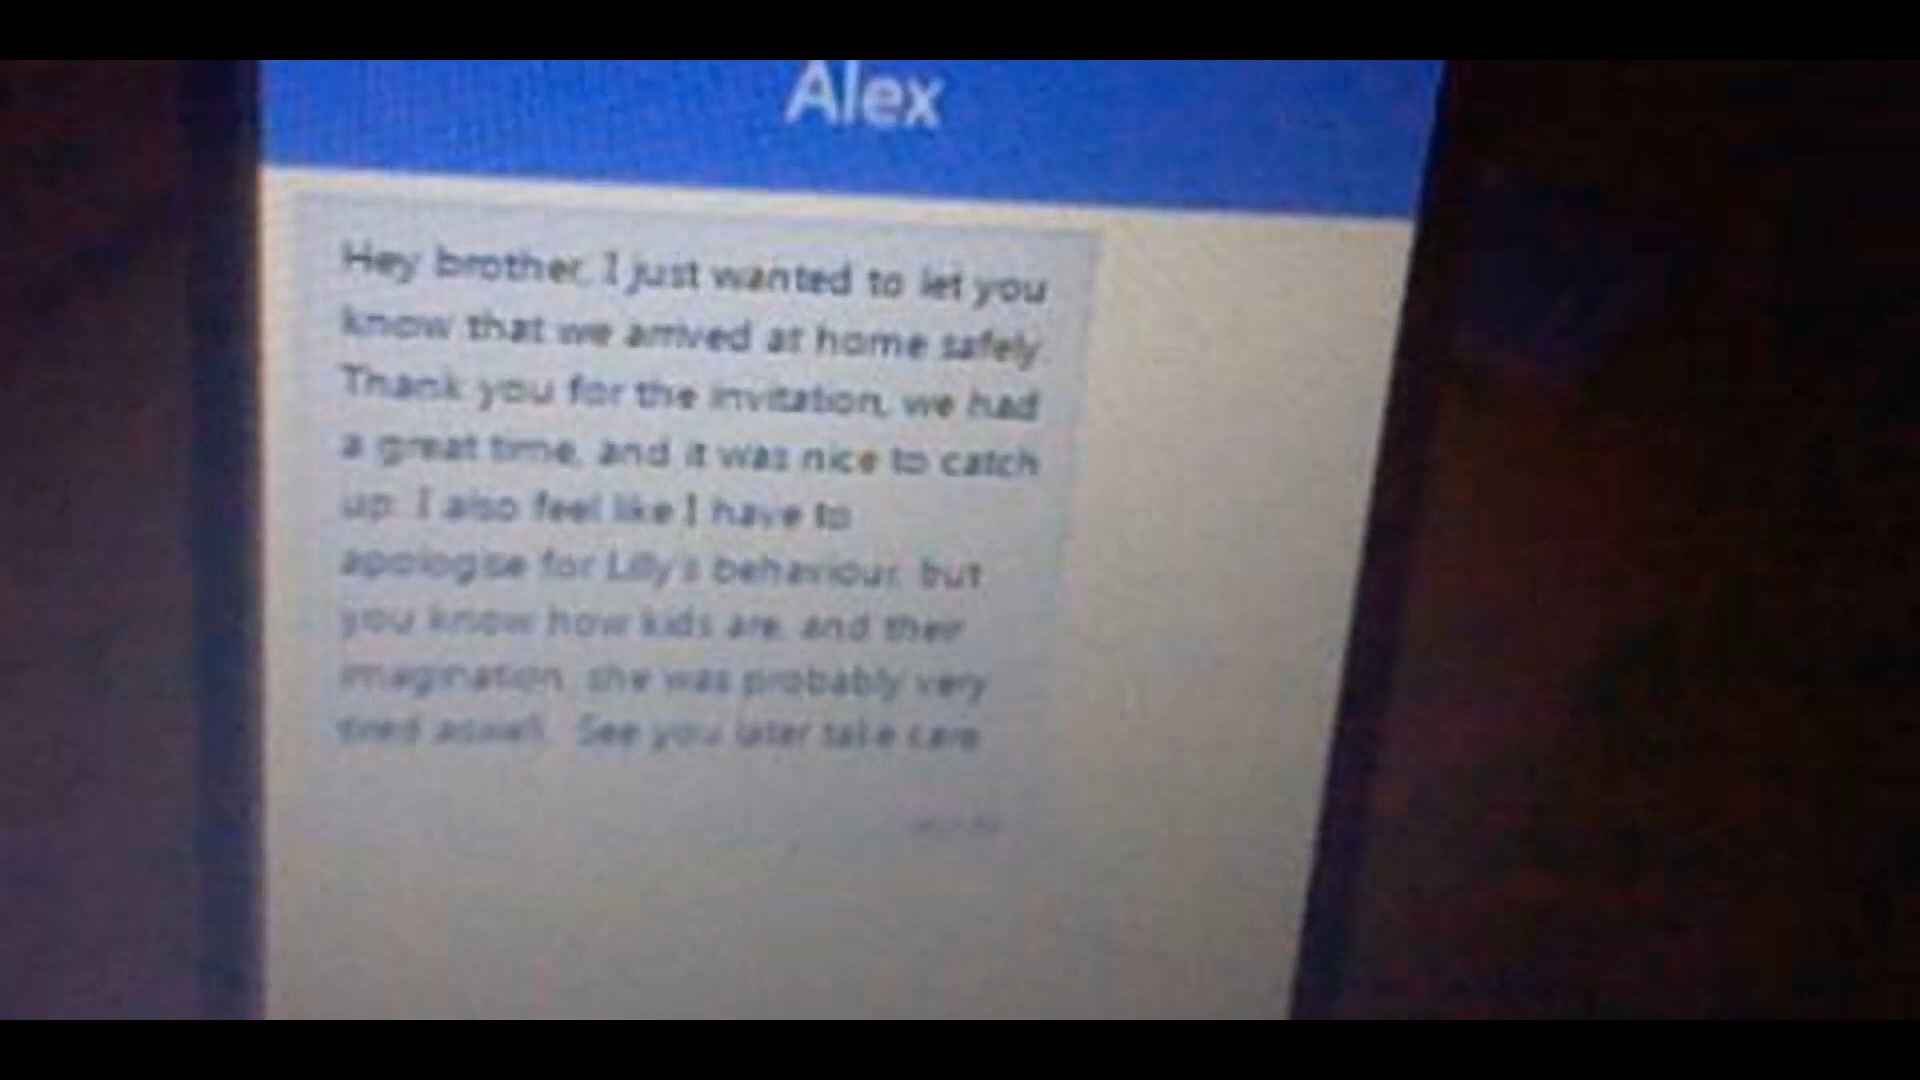 Alex
Hey brother, I just wanted to let you
know that we arrived at home safely.
Thank you for the invitation, we had
a great time, and it was nice to catch
up. I also feel like I have to
apologise for Lilly's behaviour, but
you know how kids are, and their
imagination, she was probably very
tired aswell. See you later take care